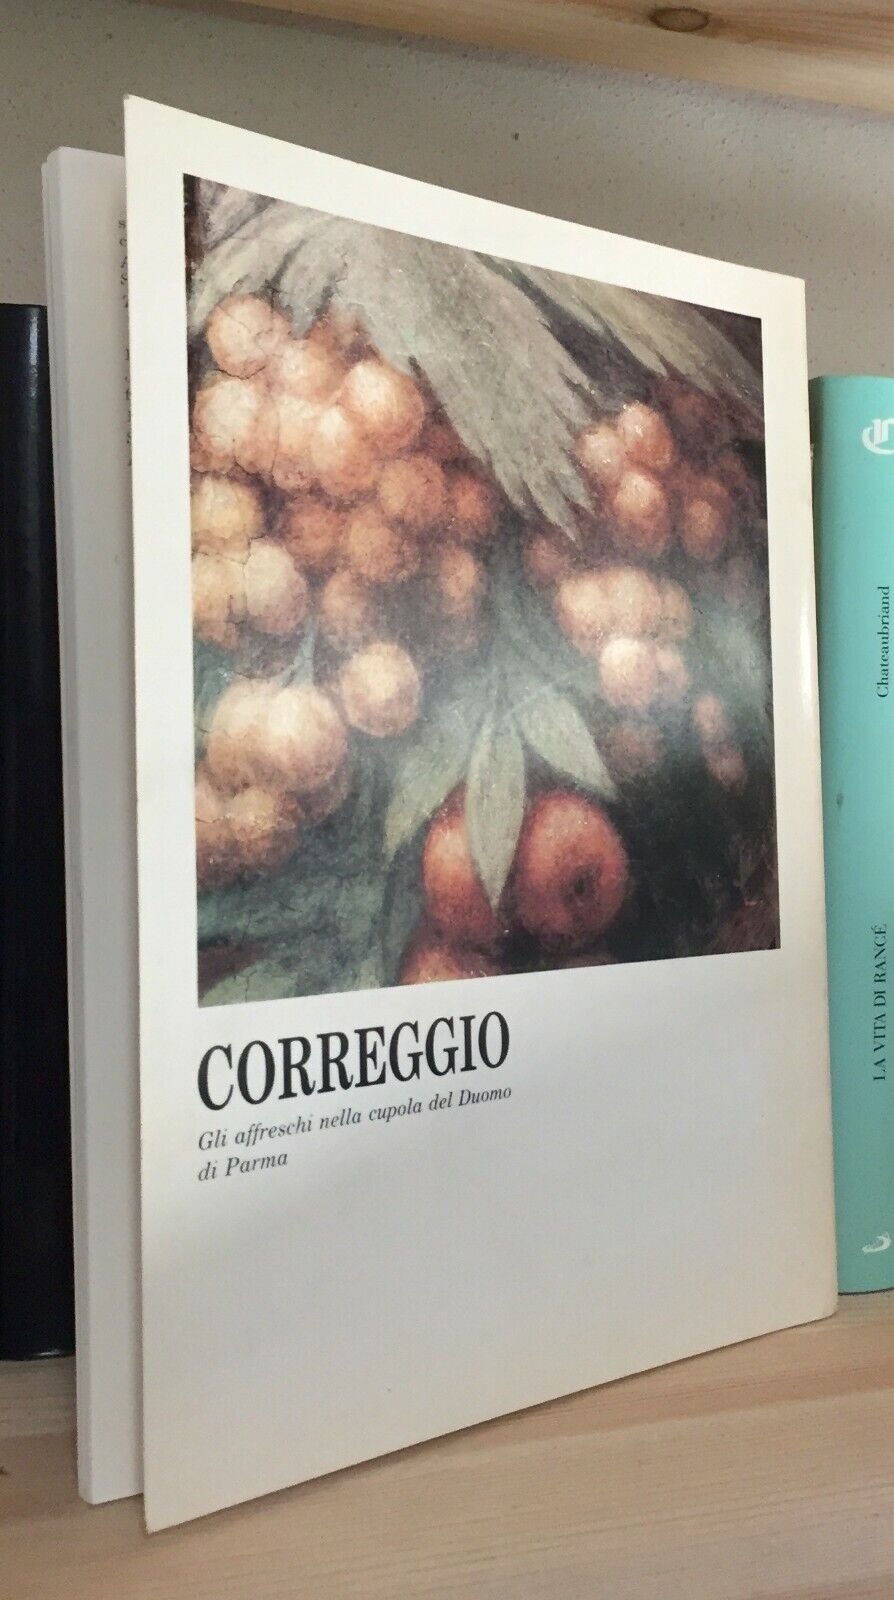 CORREGGIO
Gli affreschi nella cupola del Duomo
di Parma
Chateaubriand
LA VITA DI RANCÉ